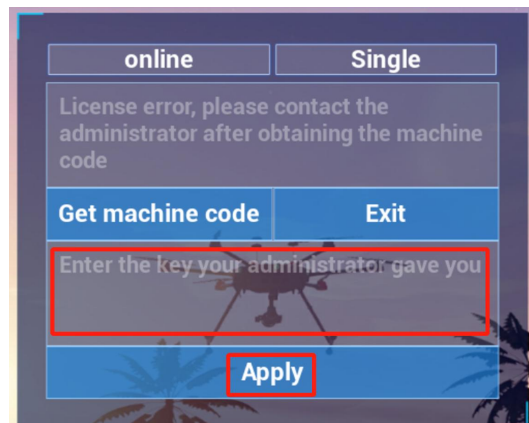 online
Single
License error, please contact the
administrator after obtaining the machine
code
Get machine code
Exit
Enter the key your administrator gave you
Apply